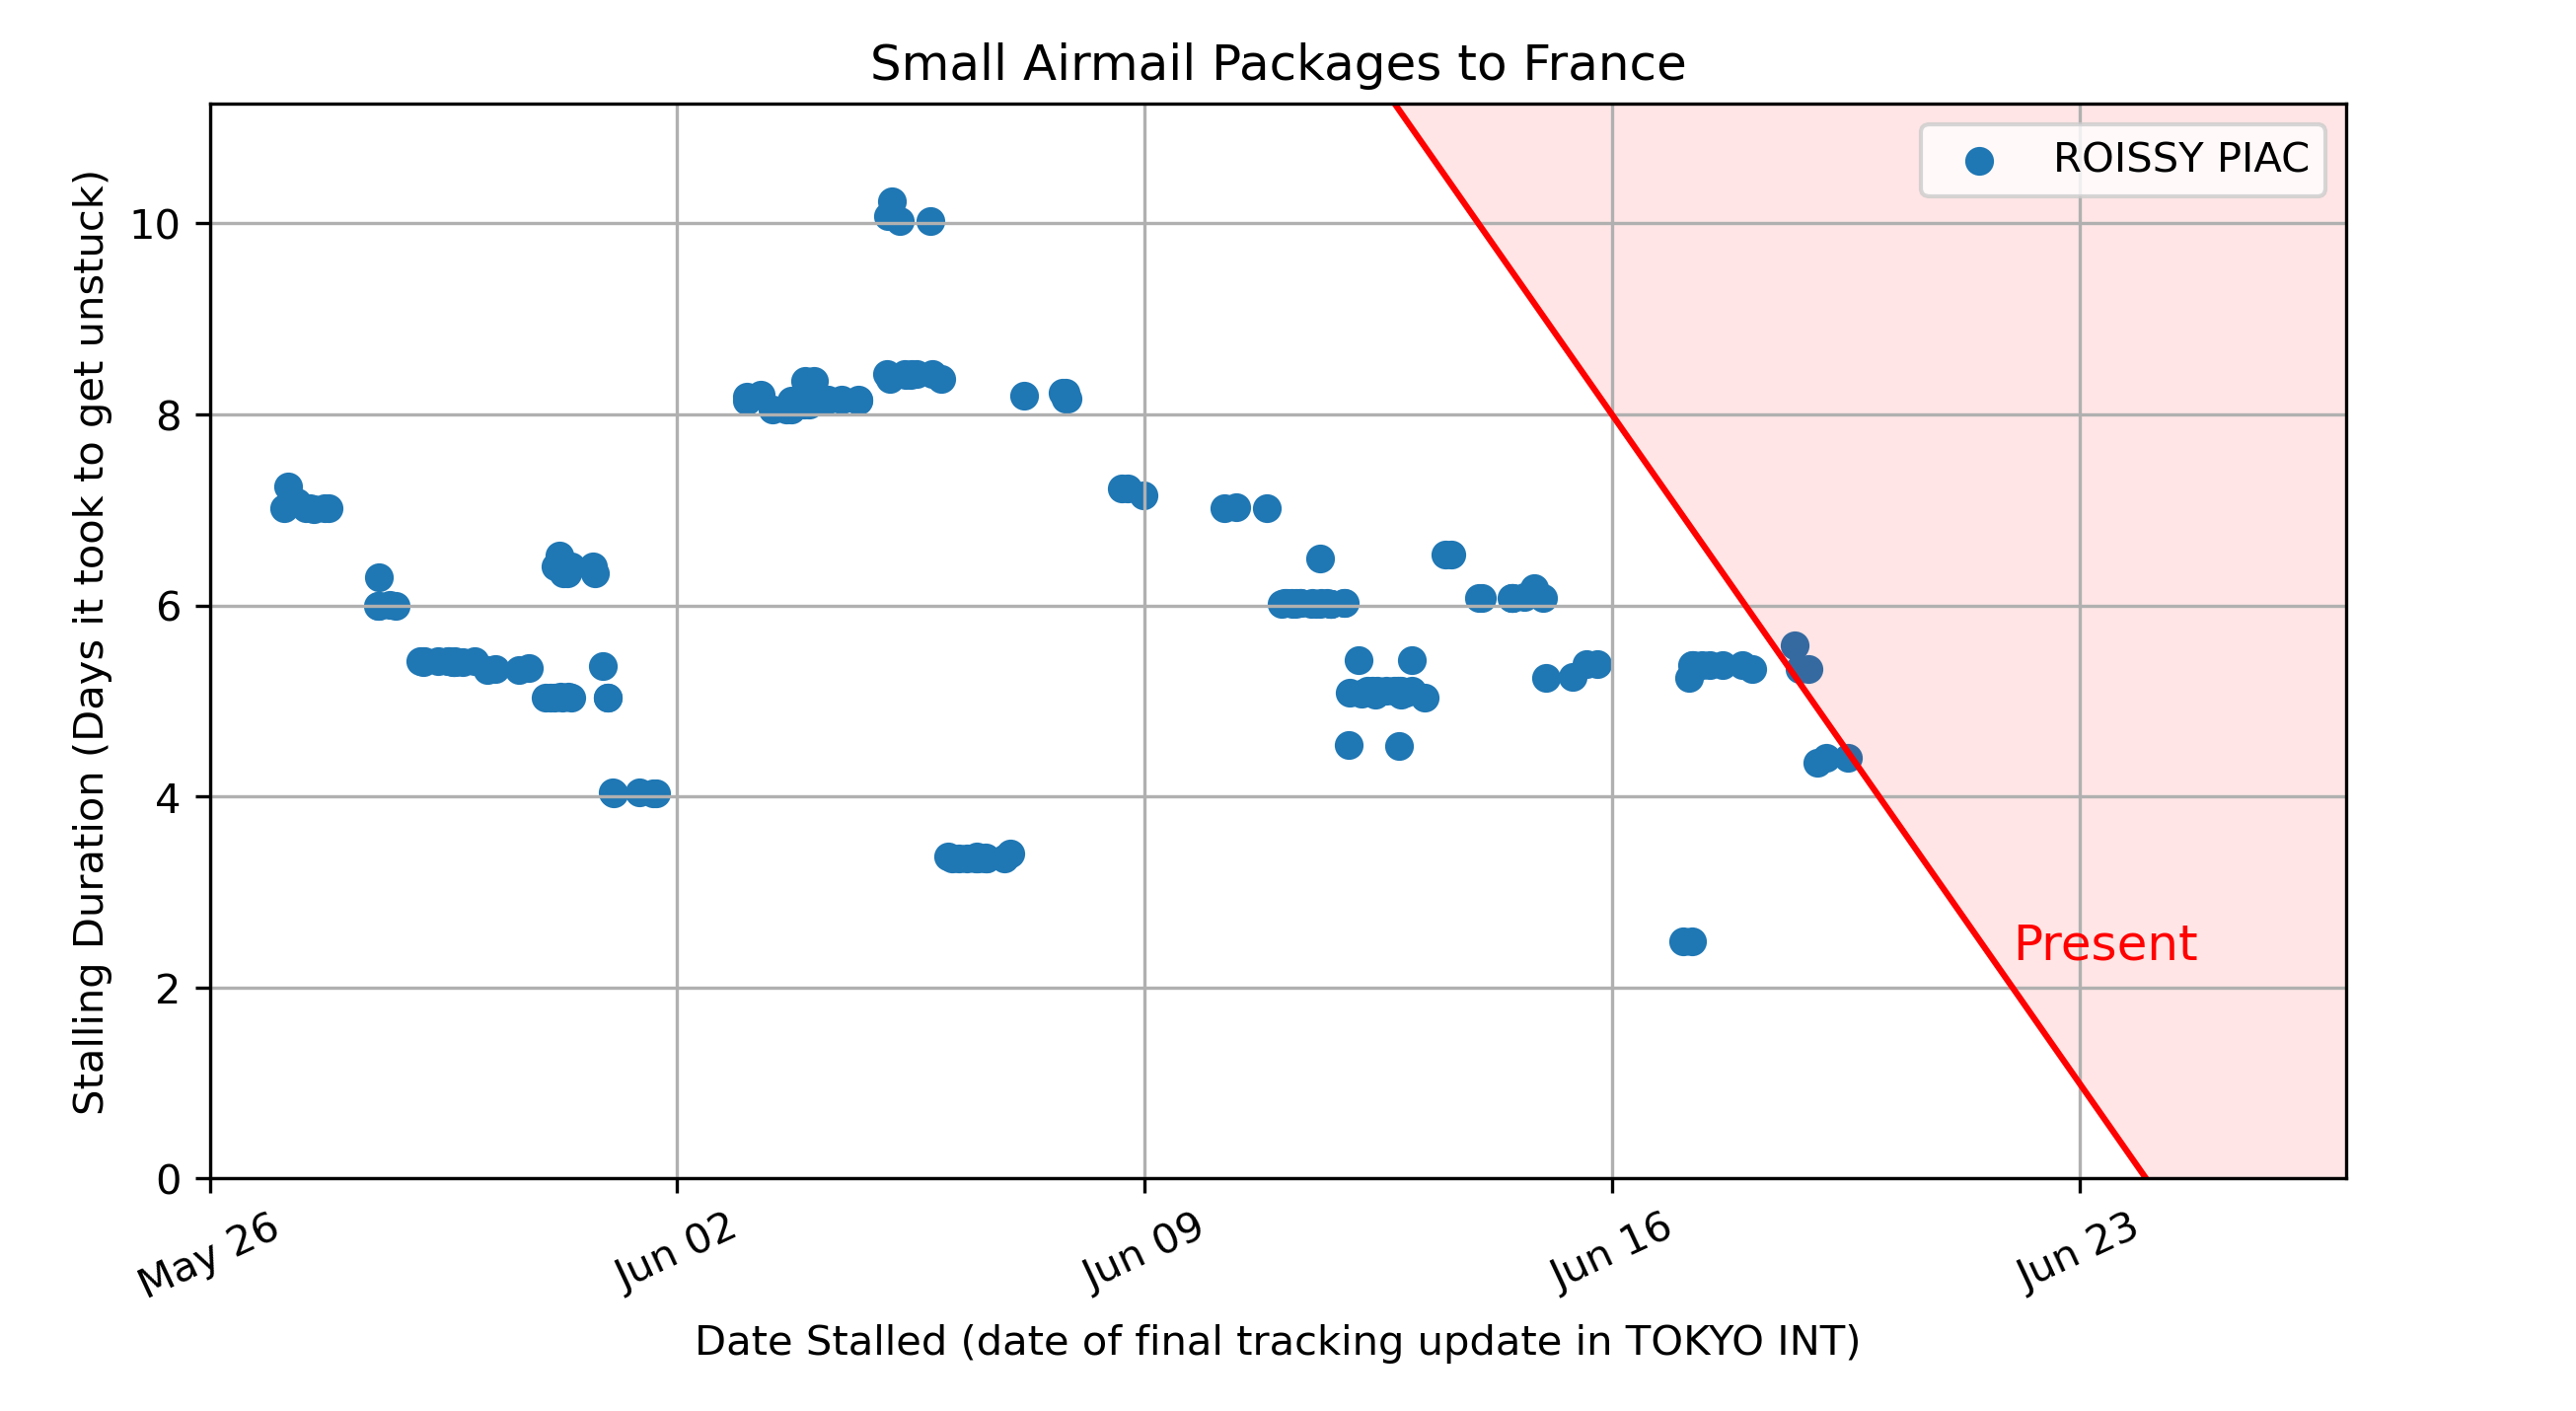 Small Airmail Packages to France
ROISSY PIAC
Stalling Duration (Days it took to get unstuck)
10
8
6
4
2
0
Present
May 26
Jun 02
Jun 09
Jun 16
Jun 23
Date Stalled (date of final tracking update in TOKYO INT)